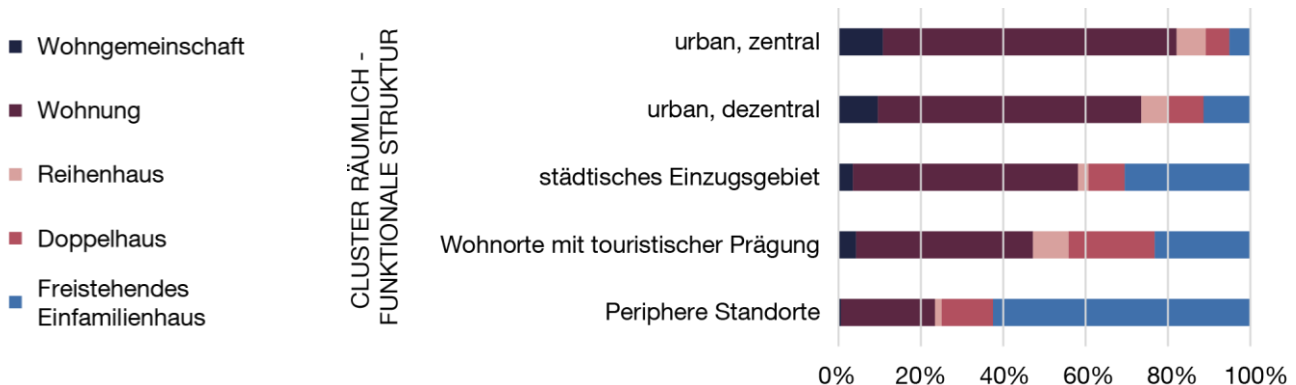 Wohngemeinschaft
Wohnung
Reihenhaus
Doppelhaus
Freistehendes
Einfamilienhaus
CLUSTER RÄUMLICH -
FUNKTIONALE STRUKTUR
urban, zentral
urban, dezentral
städtisches Einzugsgebiet
Wohnorte mit touristischer Prägung
Periphere Standorte
0% 20% 40% 60% 80% 100%